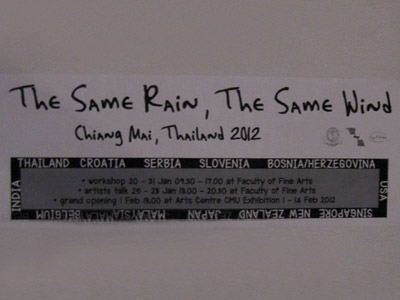 The Same Rain, The Same Wind
Chiang Mai, Thailand 2012
THAILAND CROATIA SERBIA SLOVENIA BOSNIA/HERZEGOVINA
INDIA
USA
• workshop 20 - 31 Jan 09.30 - 17.00 at Faculty of Fine Arts
• artists talk 25 - 29 Jan 18.00 - 20.30 at Faculty of Fine Arts
• grand opening 1 Feb 18.00 at Arts Centre CMU Exhibition 1 - 14 Feb 2012
SINGAPORE NEW ZEALAND JAPAN MALAYSIA BELGIUM